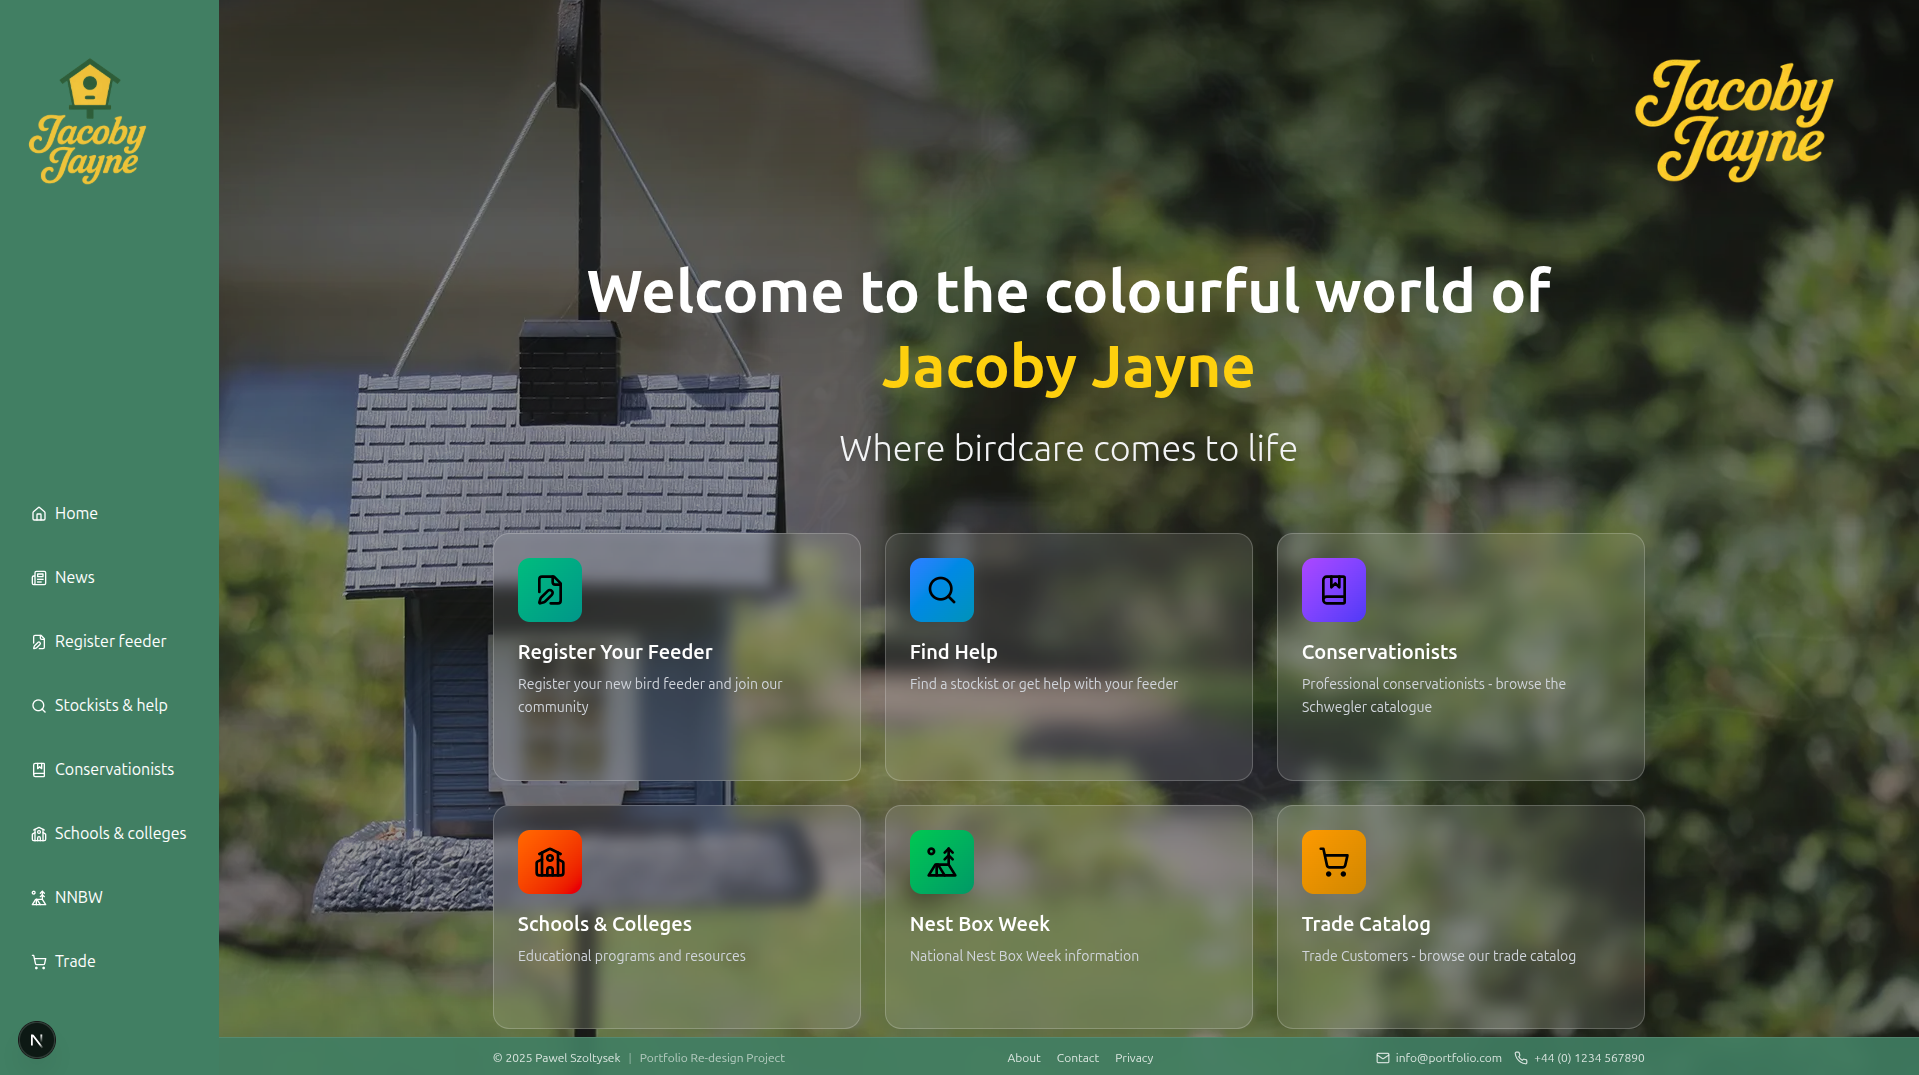 Jacoby
Jayne
Home
News
Register feeder
Stockists & help
Conservationists
Schools & colleges
NNBW
Trade
N
Jacoby
Jayne
Welcome to the colourful world of
Jacoby Jayne
Where birdcare comes to life
Register Your Feeder
Register your new bird feeder and join our
community
Find Help
Find a stockist or get help with your feeder
Conservationists
Professional conservationists - browse the
Schwegler catalogue
Schools & Colleges
Educational programs and resources
Nest Box Week
National Nest Box Week information
Trade Catalog
Trade Customers - browse our trade catalog
© 2025 Pawel Szoltysek | Portfolio Re-design Project
About Contact Privacy
info@portfolio.com +44 (0) 1234 567890